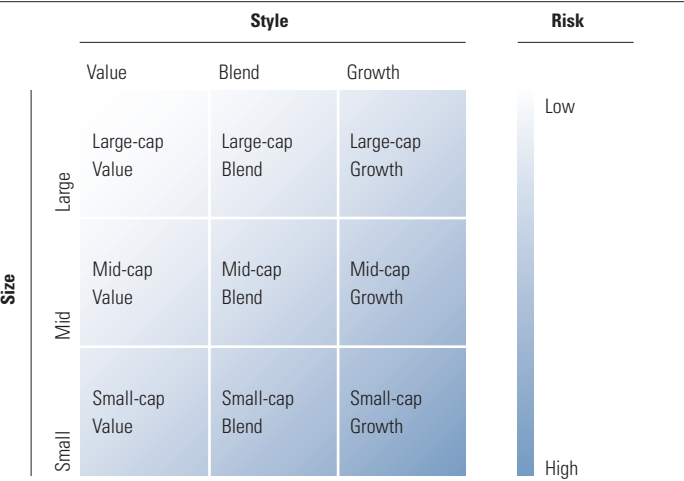 Style
Risk
Value
Blend
Growth
Low
Large-cap
Value
Large-cap
Blend
Large-cap
Growth
Large
Mid-cap
Value
Mid-cap
Blend
Mid-cap
Growth
Size
Mid
Small-cap
Value
Small-cap
Blend
Small-cap
Growth
Small
High